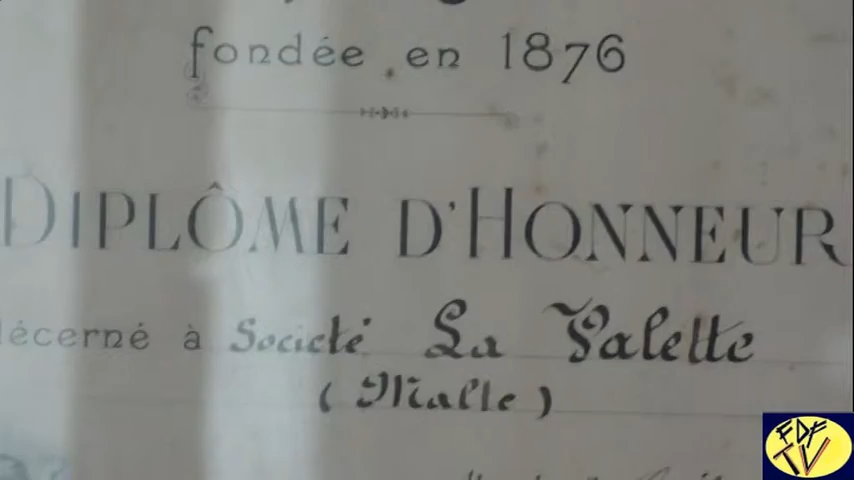 fondée en 1876
DIPLÔME D'HONNEUR
décerné à Société La Valette
(Malte)
FDF
TV